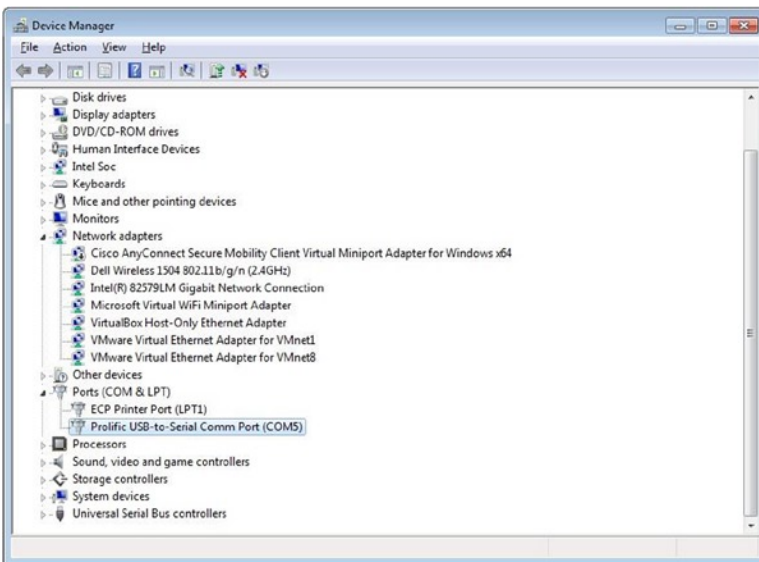 Device Manager
File Action View Help
Disk drives
Display adapters
DVD/CD-ROM drives
Human Interface Devices
Intel Soc
Keyboards
Mice and other pointing devices
Monitors
Network adapters
Cisco AnyConnect Secure Mobility Client Virtual Miniport Adapter for Windows x64
Dell Wireless 1504 802.11b/g/n (2.4GHz)
Intel(R) 82579LM Gigabit Network Connection
Microsoft Virtual WiFi Miniport Adapter
VirtualBox Host-Only Ethernet Adapter
VMware Virtual Ethernet Adapter for VMnet1
VMware Virtual Ethernet Adapter for VMnet8
Other devices
Ports (COM & LPT)
ECP Printer Port (LPT1)
Prolific USB-to-Serial Comm Port (COM5)
Processors
Sound, video and game controllers
Storage controllers
System devices
Universal Serial Bus controllers